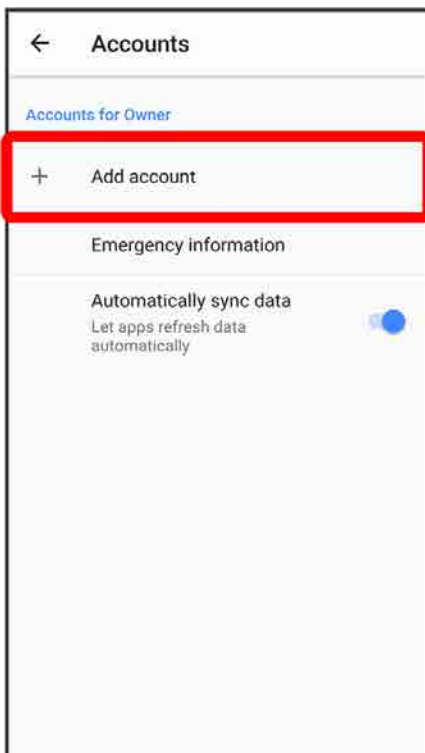 Accounts
Accounts for Owner
Add account
Emergency information
Automatically sync data
Let apps refresh data
automatically